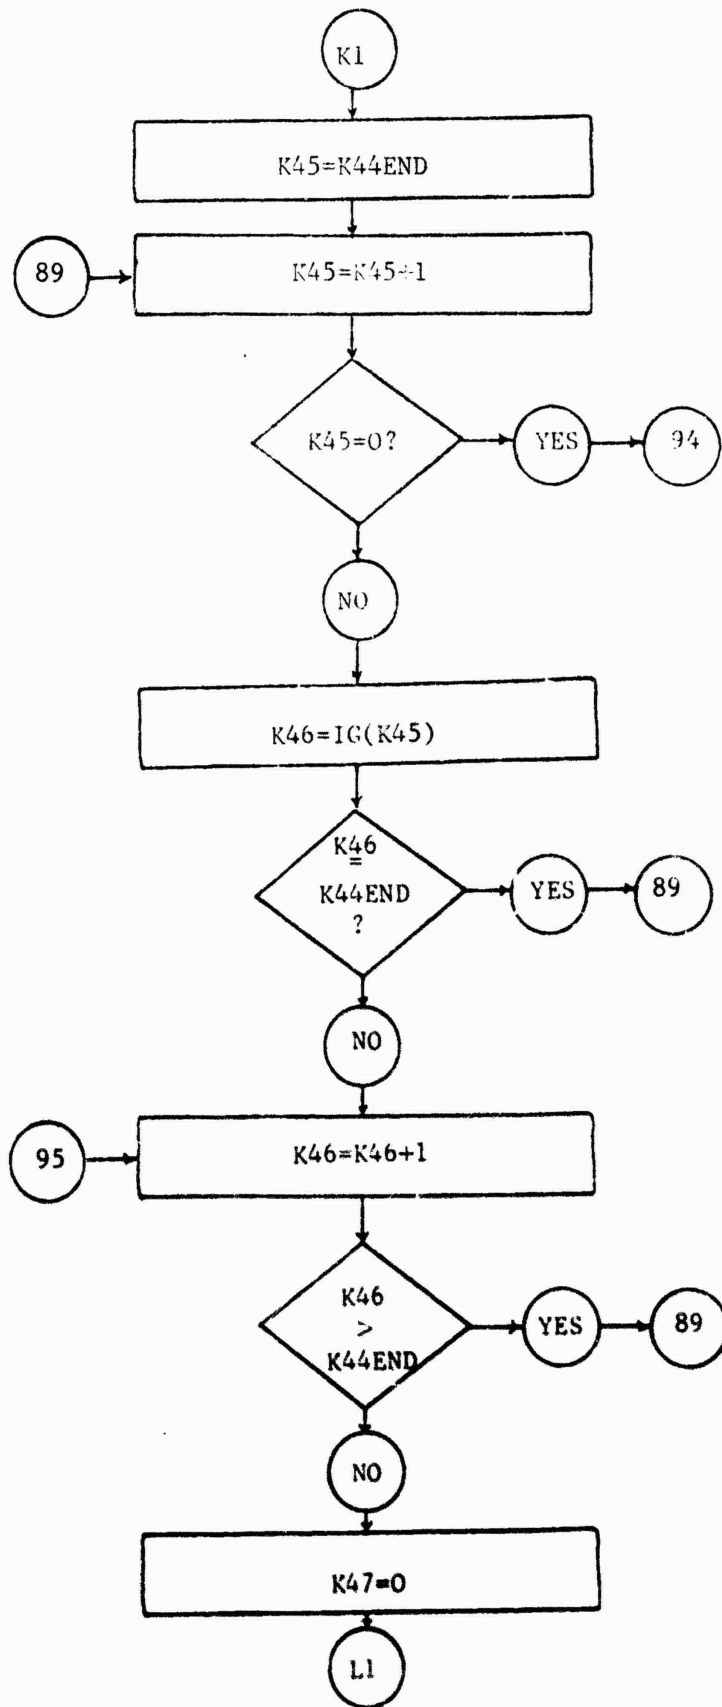 K1
K45=K44END
89
K45=K45÷1
K45=0?
YES
94
NO
K46=IG(K45)
K46
=
K44END
?
YES
89
NO
95
K46=K46+1
K46
>
K44END
YES
89
NO
K47=0
L1